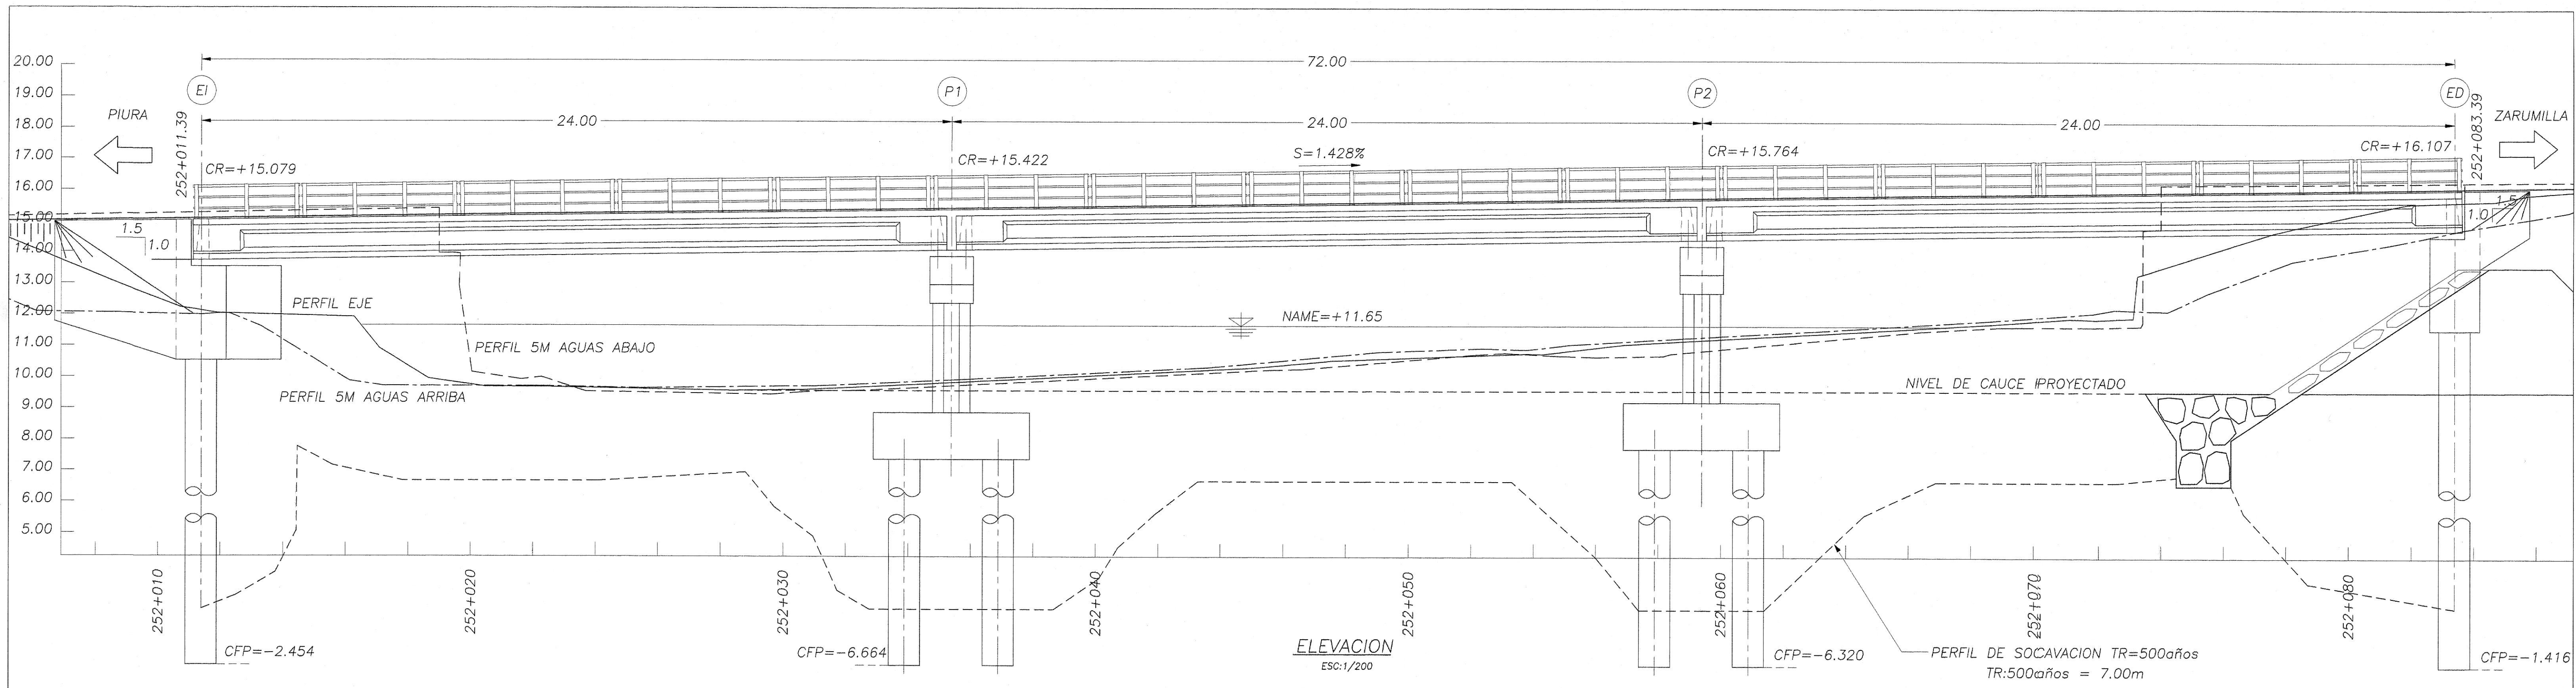 72.00
20.00
19.00
18.00
17.00
16.00
15.00
14.00
13.00
12.00
11.00
10.00
9.00
8.00
7.00
6.00
5.00
EI
P1
P2
ED
PIURA
ZARUMILLA
252+011.39
252+083.39
24.00
24.00
24.00
CR=+15.079
CR=+15.422
S=1.428%
CR=+15.764
CR=+16.107
1.5
1.0
1.5
1.0
PERFIL EJE
NAME=+11.65
PERFIL 5M AGUAS ABAJO
PERFIL 5M AGUAS ARRIBA
NIVEL DE CAUCE PROYECTADO
252+010
252+020
252+030
252+040
252+050
252+060
252+070
252+080
CFP=-2.454
CFP=-6.664
ELEVACION
ESC:1/200
CFP=-6.320
PERFIL DE SOCAVACION TR=500años
TR:500años = 7.00m
CFP=-1.416